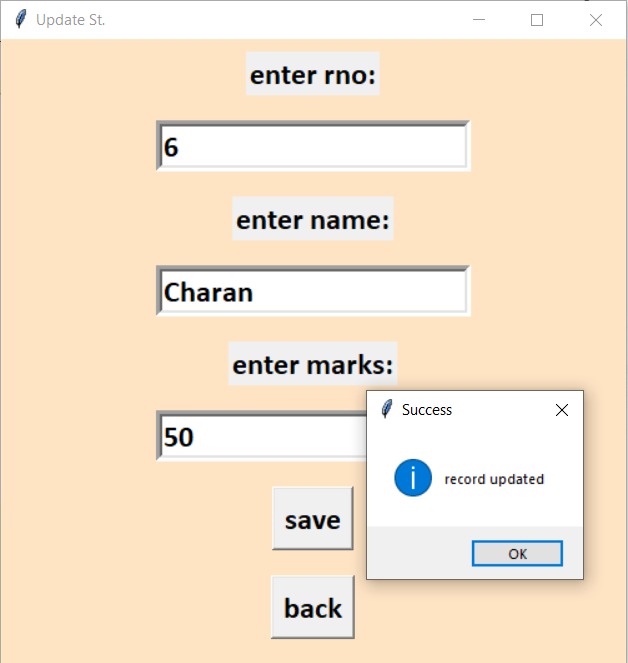 Update St.
enter rno:
6
enter name:
Charan
enter marks:
50
Success
record updated
OK
save
back